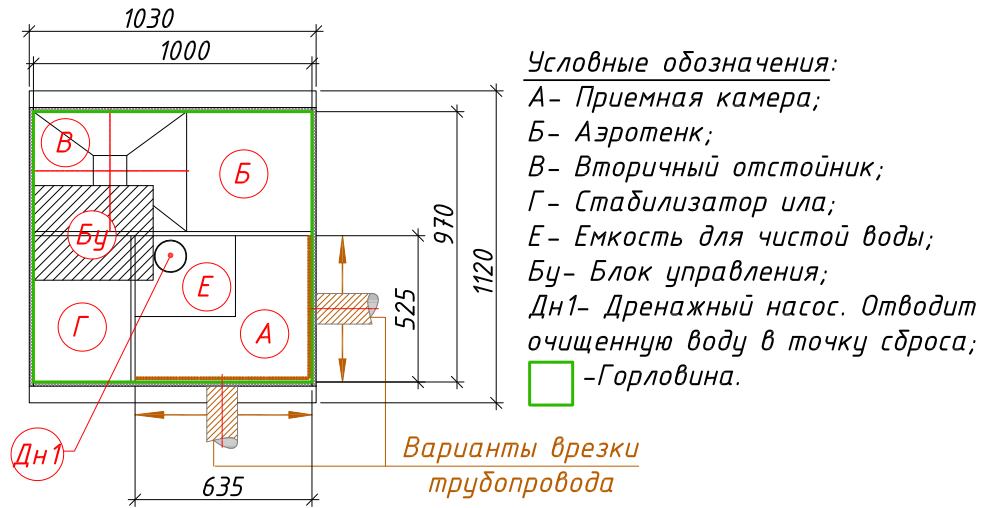 1030
1000
Условные обозначения:
А- Приемная камера;
Б- Аэротенк;
В- Вторичный отстойник;
Г- Стабилизатор ила;
Е- Емкость для чистой воды;
Бу- Блок управления;
Дн1- Дренажный насос. Отводит
очищенную воду в точку сброса;
-Горловина.
В
Б
Бу
Е
Г
А
970
1120
525
Дн1
Варианты врезки
трубопровода
635